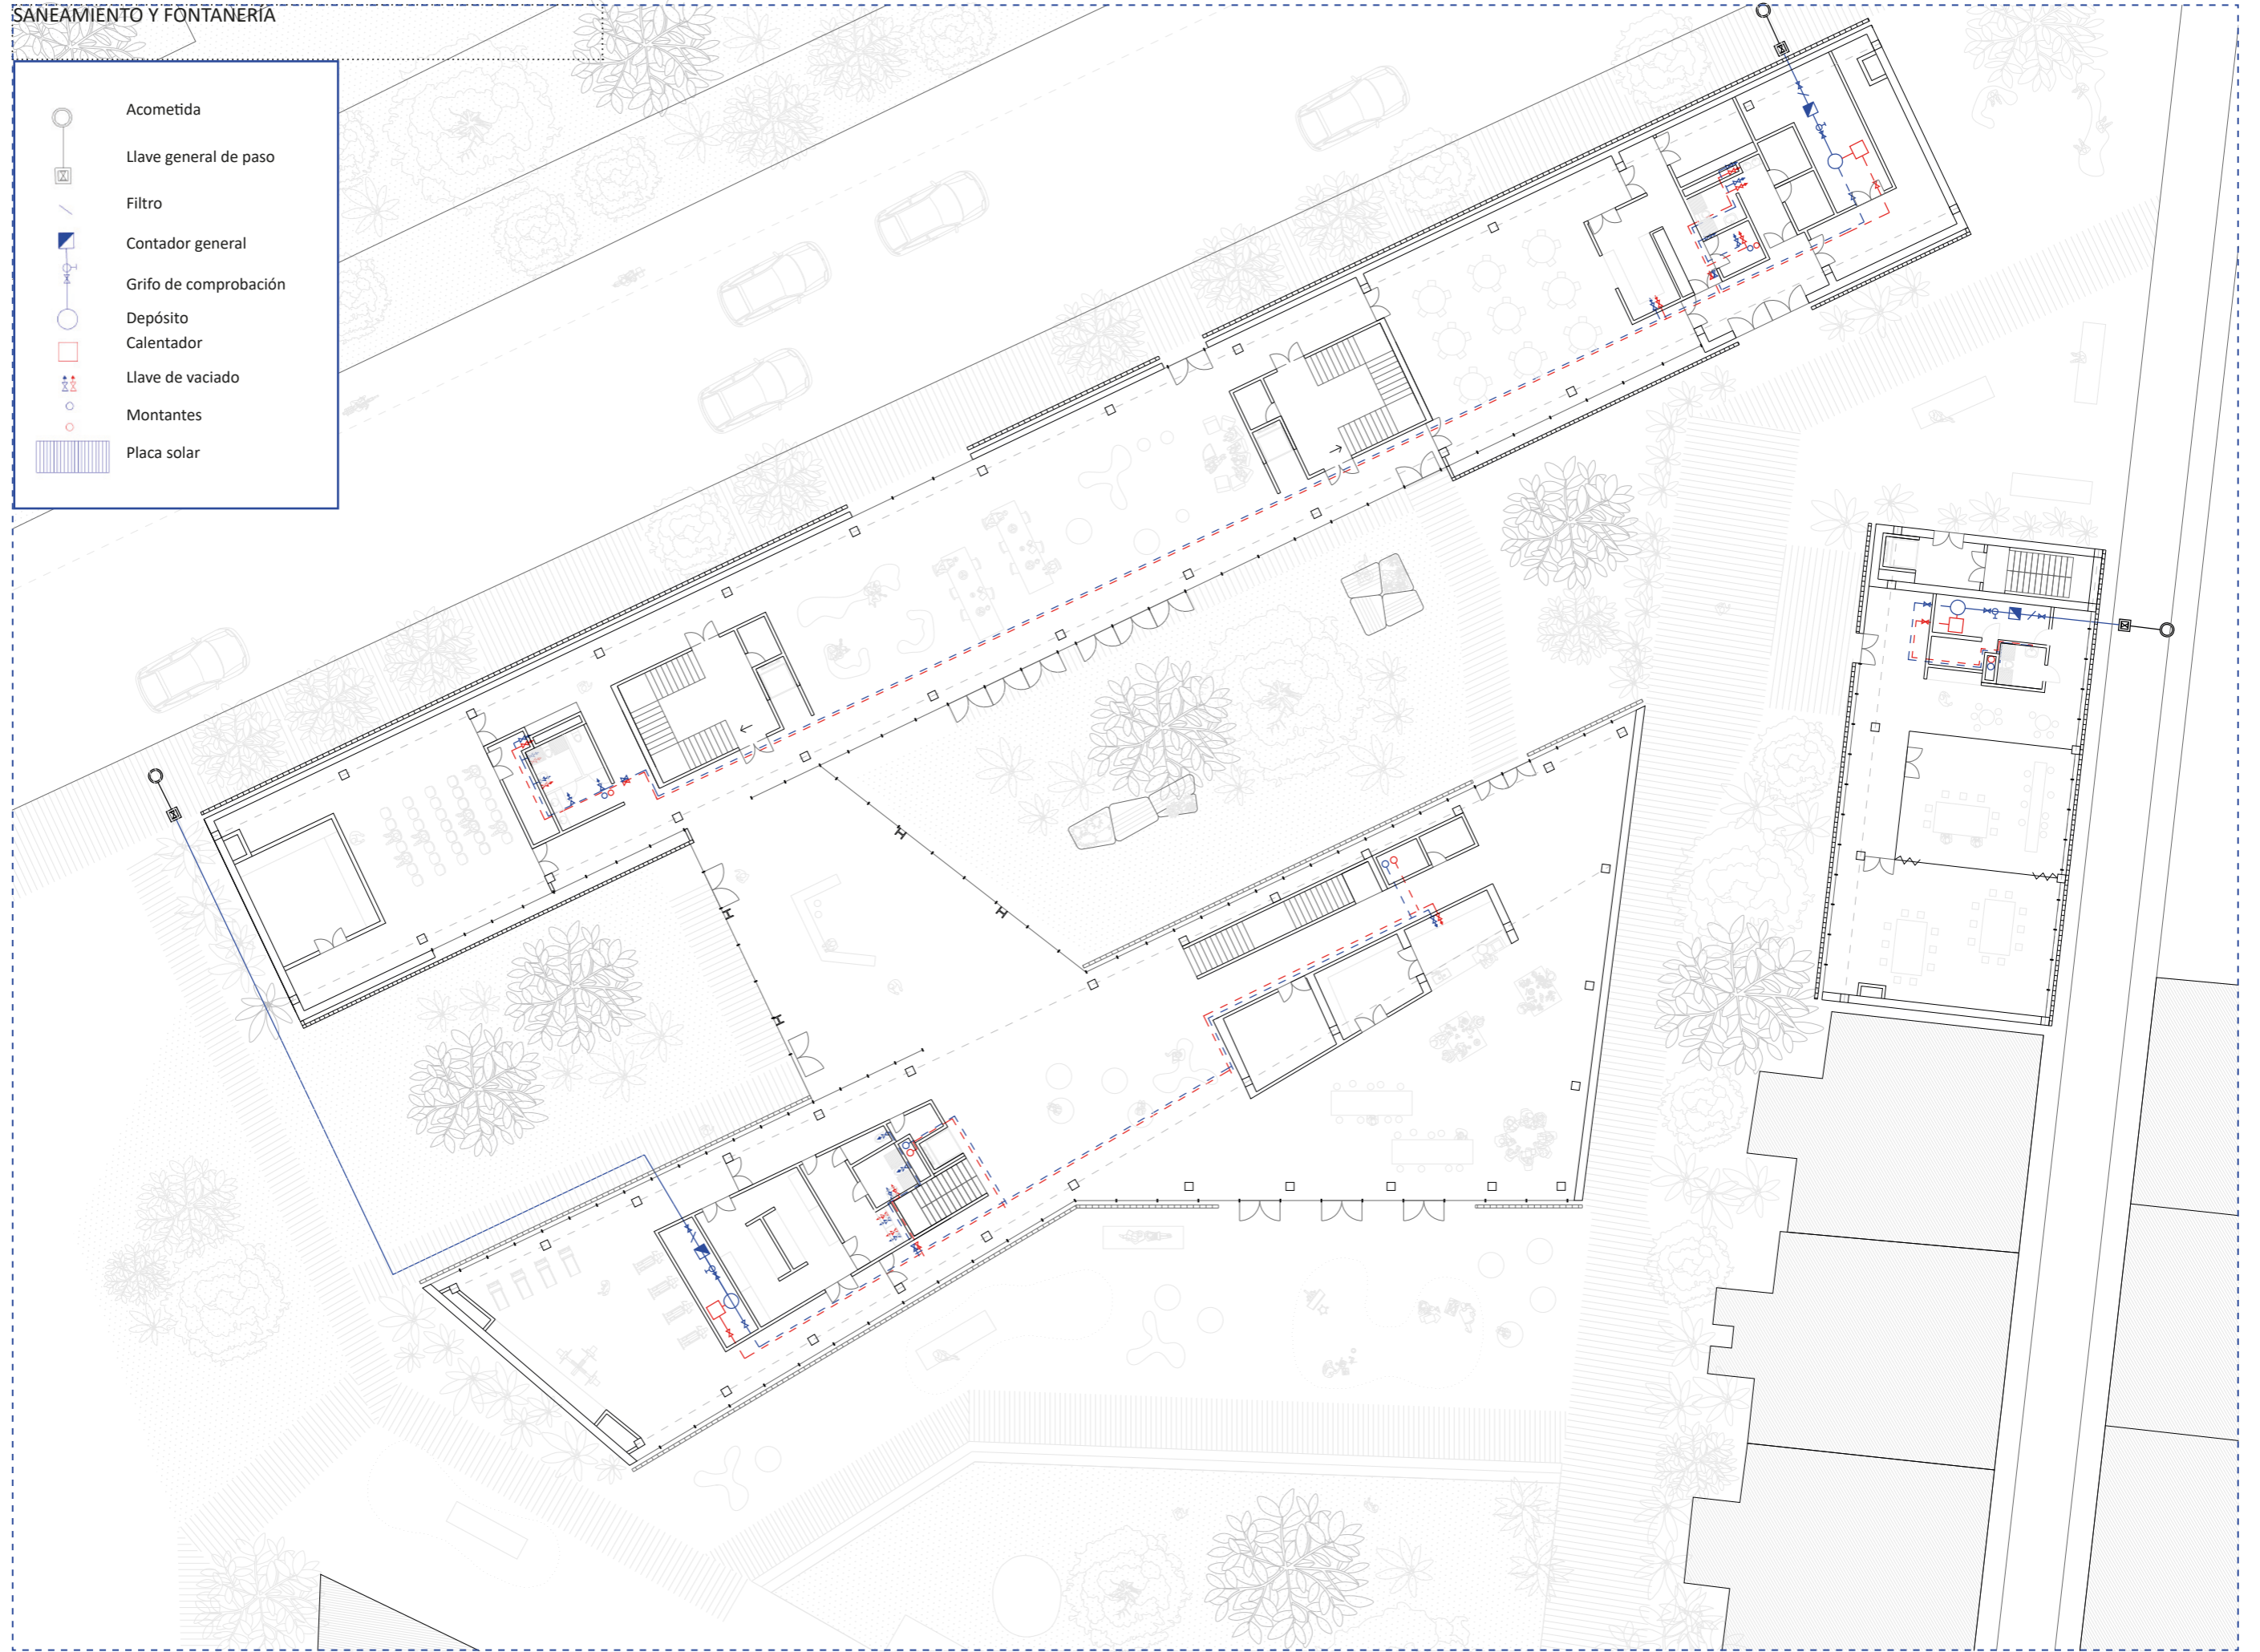 SANEAMIENTO Y FONTANERÍA
Acometida
Llave general de paso
Filtro
Contador general
Grifo de comprobación
Depósito
Calentador
Llave de vaciado
Montantes
Placa solar